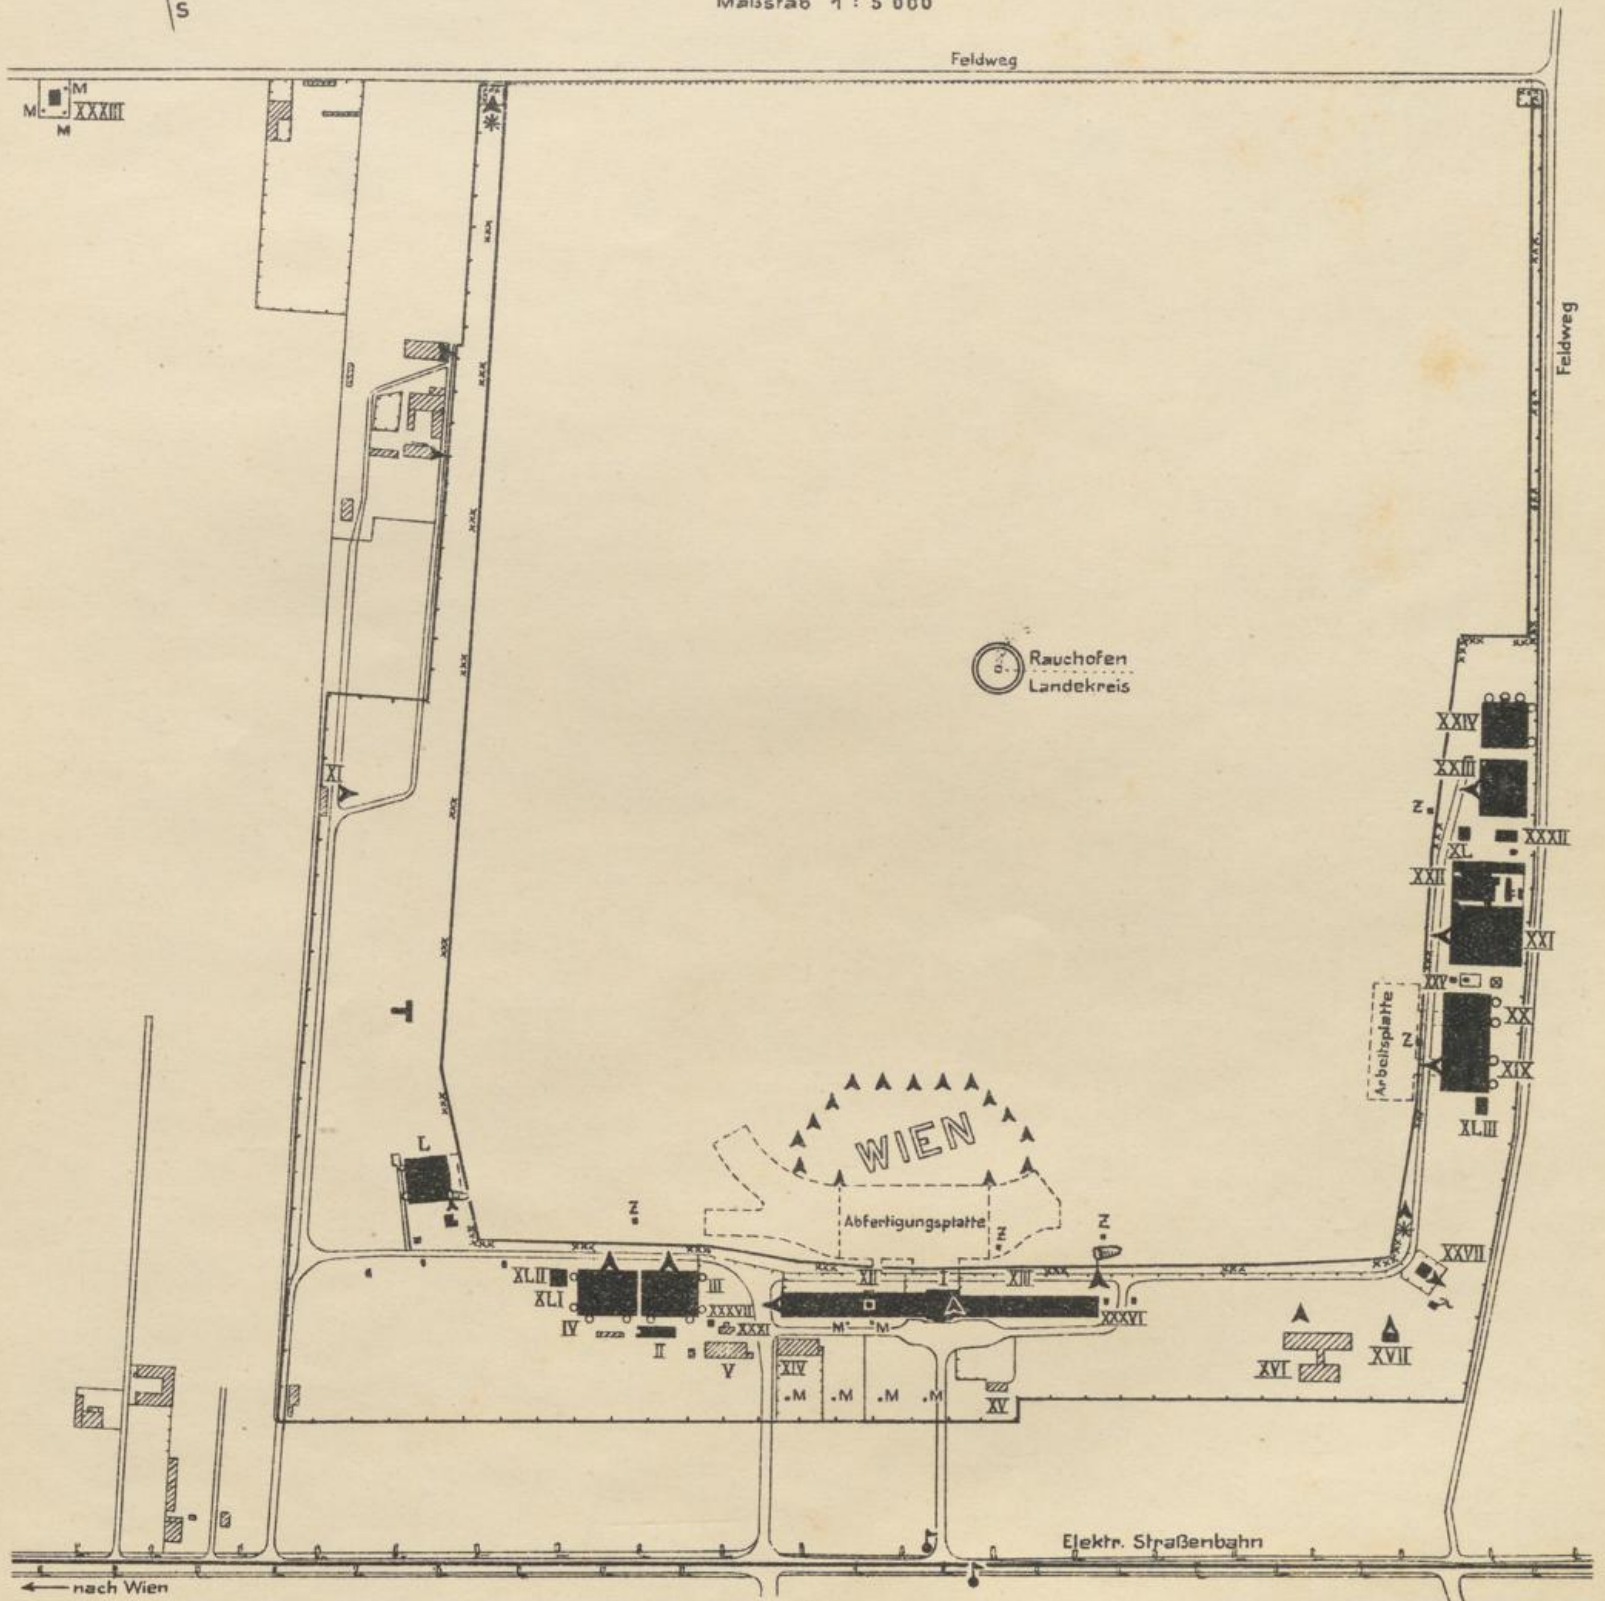 S
Maßstab 1 : 5 000
Feldweg
M
M
XXXIII
M
Feldweg
Rauchofen
Landekreis
XXIV
XXIII
XI
Z
XXXII
XL
XXII
XXI
XXV
Arbeitsplatte
XX
Z
XIX
XLIII
WIEN
L
Z
Abfertigungsplatte
Z
Z
XXVII
XLII
III
XII
I
XIII
XLI
XXXVII
XXXVI
IV
XXXI
M
M
II
V
XIV
XVI
XVII
M
M
M
M
XV
Elektr. Straßenbahn
nach Wien